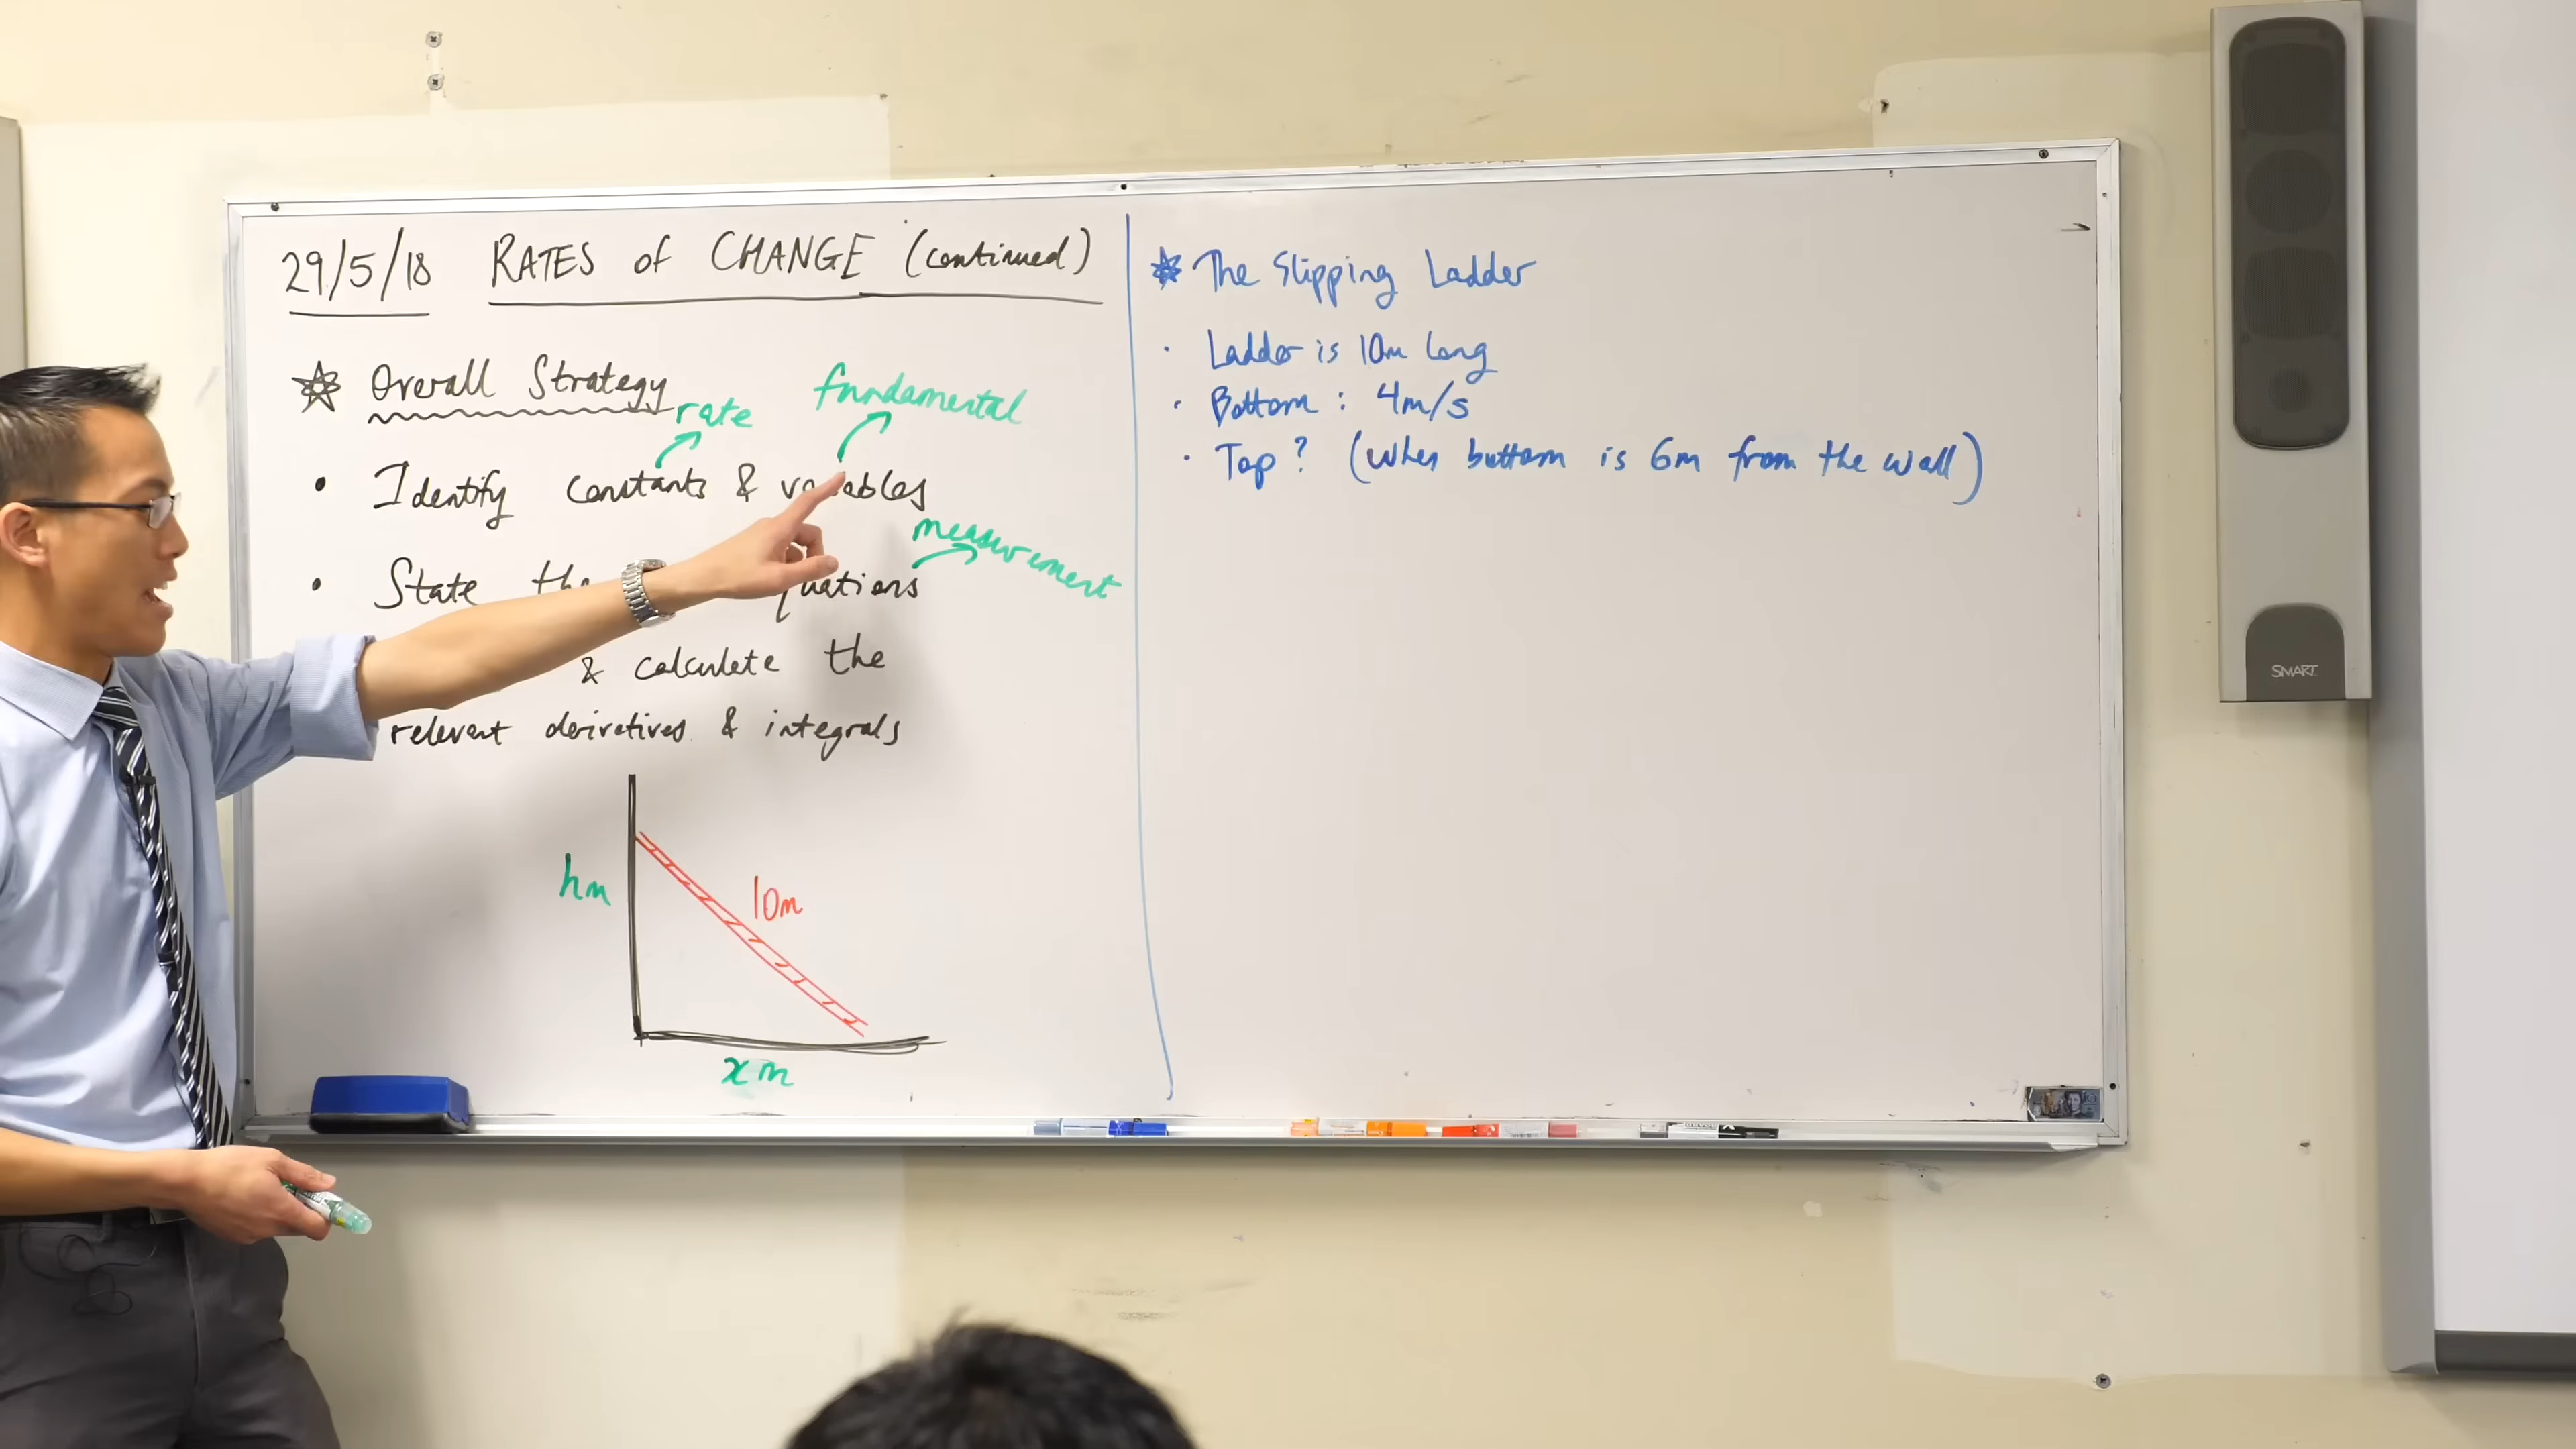 29/5/18 RATES of CHANGE (continued)
Overall Strategy
rate
fundamental
Identify constants & variables
measurement
State
& calculate the
relevant derivatives & integrals
hm
10m
xm
The Slipping Ladder
Ladder is 10m long
Bottom : 4m/s
Top? (when bottom is 6m from the wall)
SMART